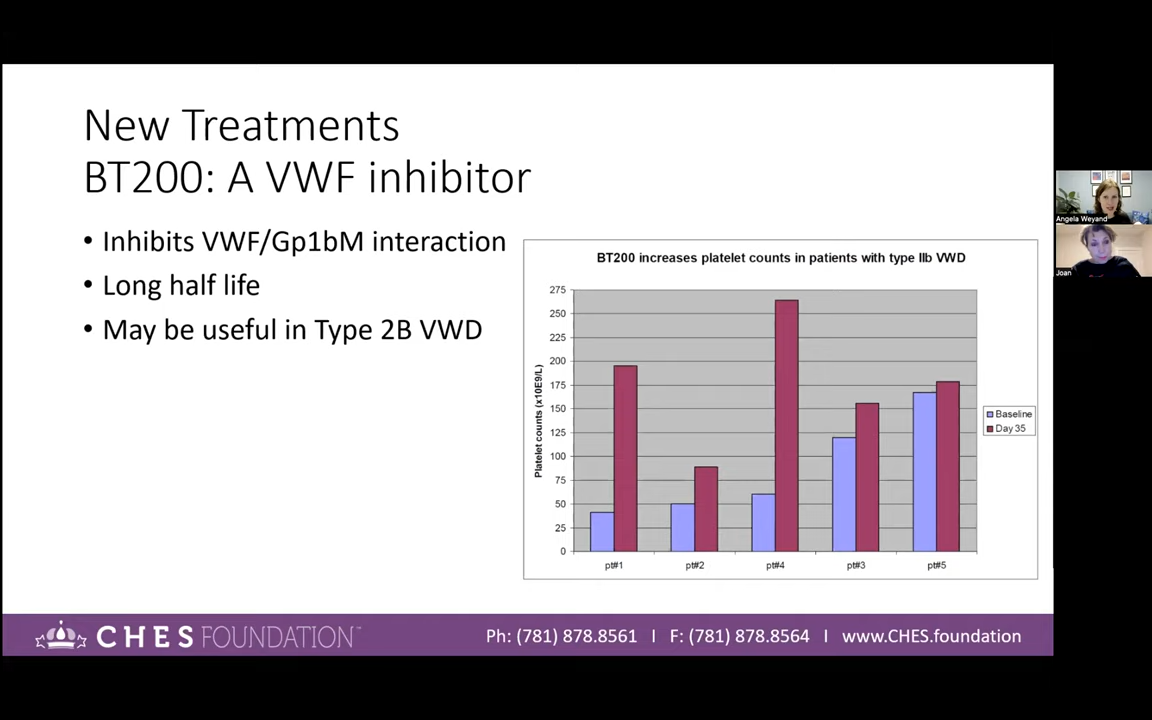 New Treatments
BT200: A VWF inhibitor
• Inhibits VWF/Gp1bM interaction
• Long half life
• May be useful in Type 2B VWD
BT200 increases platelet counts in patients with type IIb VWD
Platelet counts (x10E9/L)
275
250
225
200
175
150
125
100
75
50
25
0
pt#1 pt#2 pt#4 pt#3 pt#5
Baseline
Day 35
Angela Weyand
Joan
CHES FOUNDATION™
Ph: (781) 878.8561 I F: (781) 878.8564 I www.CHES.foundation